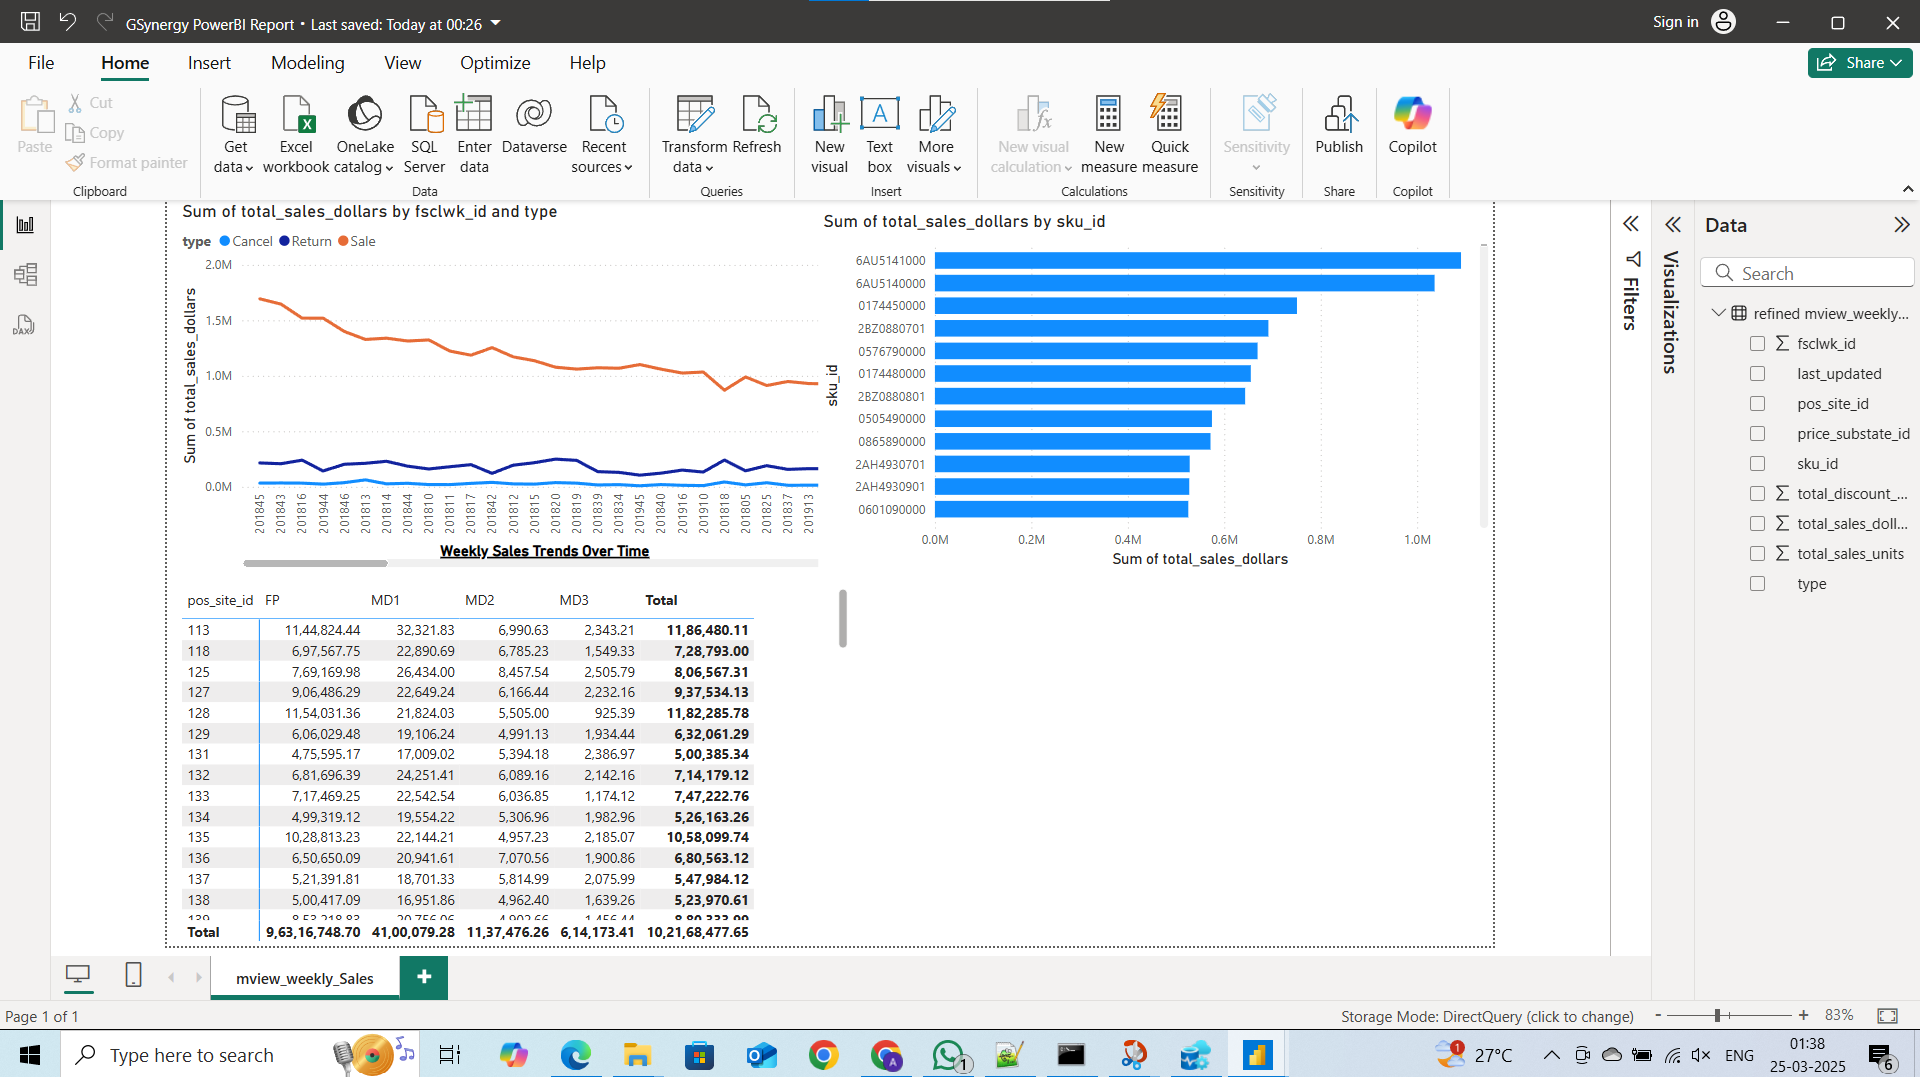 GSynergy PowerBI Report • Last saved: Today at 00:26
Sign in
File Home Insert Modeling View Optimize Help
Share
Paste
Cut
Copy
Format painter
Clipboard
Get data
Excel workbook
OneLake catalog
SQL Server
Enter data
Dataverse
Recent sources
Data
Transform data
Refresh
Queries
New visual
Text box
More visuals
Insert
New visual calculation
New measure
Quick measure
Calculations
Sensitivity
Sensitivity
Publish
Share
Copilot
Copilot
Sum of total_sales_dollars by fsclwk_id and type
type Cancel Return Sale
Sum of total_sales_dollars
2.0M
1.5M
1.0M
0.5M
0.0M
201845 201843 201816 201944 201846 201813 201814 201844 201810 201811 201817 201842 201812 201815 201820 201819 201839 201834 201945 201840 201916 201910 201818 201805 201825 201837 201913
Weekly Sales Trends Over Time
Sum of total_sales_dollars by sku_id
sku_id
6AU5141000
6AU5140000
0174450000
2BZ0880701
0576790000
0174480000
2BZ0880801
0505490000
0865890000
2AH4930701
2AH4930901
0601090000
0.0M 0.2M 0.4M 0.6M 0.8M 1.0M
Sum of total_sales_dollars
pos_site_id FP MD1 MD2 MD3 Total
113 11,44,824.44 32,321.83 6,990.63 2,343.21 11,86,480.11
118 6,97,567.75 22,890.69 6,785.23 1,549.33 7,28,793.00
125 7,69,169.98 26,434.00 8,457.54 2,505.79 8,06,567.31
127 9,06,486.29 22,649.24 6,166.44 2,232.16 9,37,534.13
128 11,54,031.36 21,824.03 5,505.00 925.39 11,82,285.78
129 6,06,029.48 19,106.24 4,991.13 1,934.44 6,32,061.29
131 4,75,595.17 17,009.02 5,394.18 2,386.97 5,00,385.34
132 6,81,696.39 24,251.41 6,089.16 2,142.16 7,14,179.12
133 7,17,469.25 22,542.54 6,036.85 1,174.12 7,47,222.76
134 4,99,319.12 19,554.22 5,306.96 1,982.96 5,26,163.26
135 10,28,813.23 22,144.21 4,957.23 2,185.07 10,58,099.74
136 6,50,650.09 20,941.61 7,070.56 1,900.86 6,80,563.12
137 5,21,391.81 18,701.33 5,814.99 2,075.99 5,47,984.12
138 5,00,417.09 16,951.86 4,962.40 1,639.26 5,23,970.61
Total 9,63,16,748.70 41,00,079.28 11,37,476.26 6,14,173.41 10,21,68,477.65
Filters
Visualizations
Data
Search
refined mview_weekly...
fsclwk_id
last_updated
pos_site_id
price_substate_id
sku_id
total_discount_...
total_sales_doll...
total_sales_units
type
mview_weekly_Sales
Page 1 of 1
Storage Mode: DirectQuery (click to change)
83%
Type here to search
1
1
27°C
ENG
01:38
25-03-2025
6